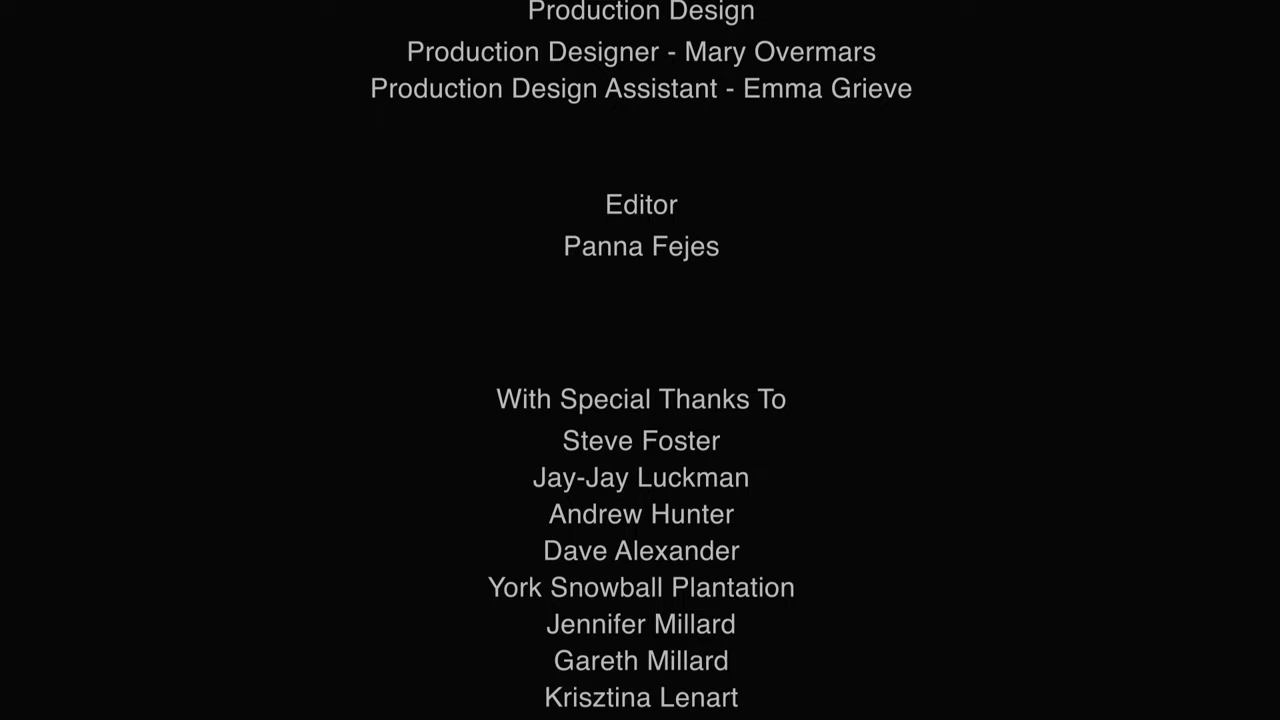 Production Design
Production Designer - Mary Overmars
Production Design Assistant - Emma Grieve
Editor
Panna Fejes
With Special Thanks To
Steve Foster
Jay-Jay Luckman
Andrew Hunter
Dave Alexander
York Snowball Plantation
Jennifer Millard
Gareth Millard
Krisztina Lenart